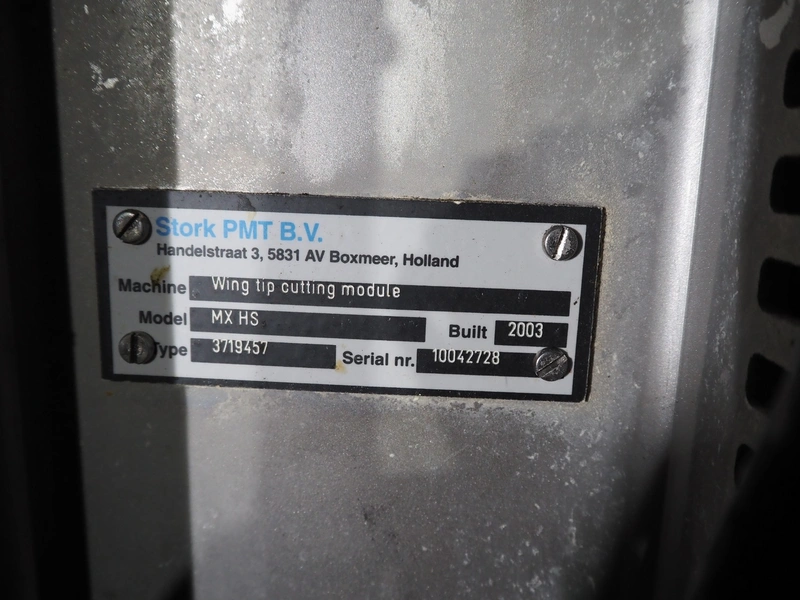 Stork PMT B.V.
Handelstraat 3, 5831 AV Boxmeer, Holland
Machine Wing tip cutting module
Model MX HS Built 2003
Type 3719457 Serial nr. 10042728